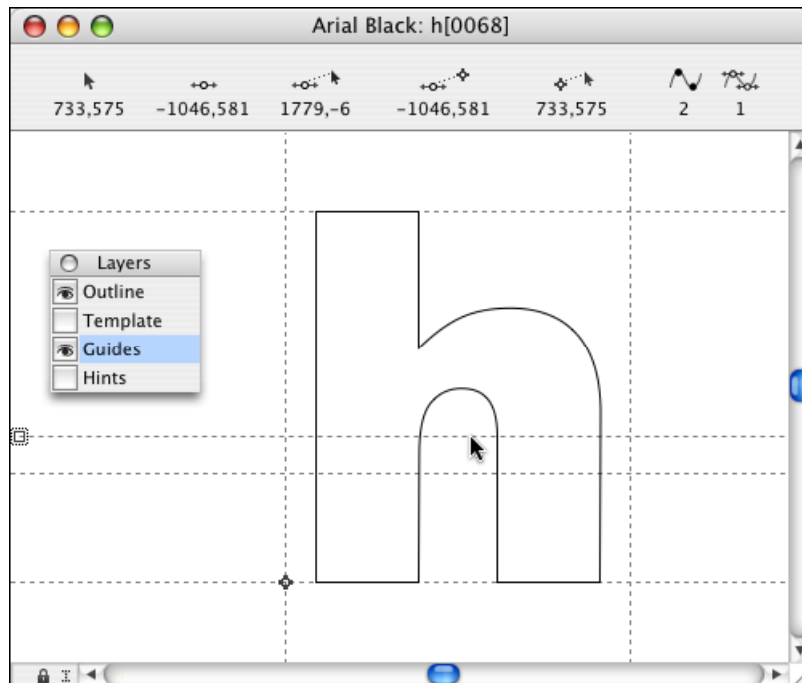 Arial Black: h[0068]
733,575 -1046,581 1779,-6 -1046,581 733,575 2 1
Layers
Outline
Template
Guides
Hints
h